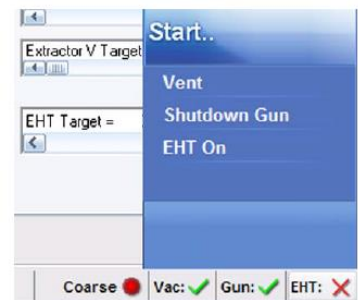 Start..
Extractor V Target
Vent
Shutdown Gun
EHT Target =
EHT On
Coarse Vac: Gun: EHT: